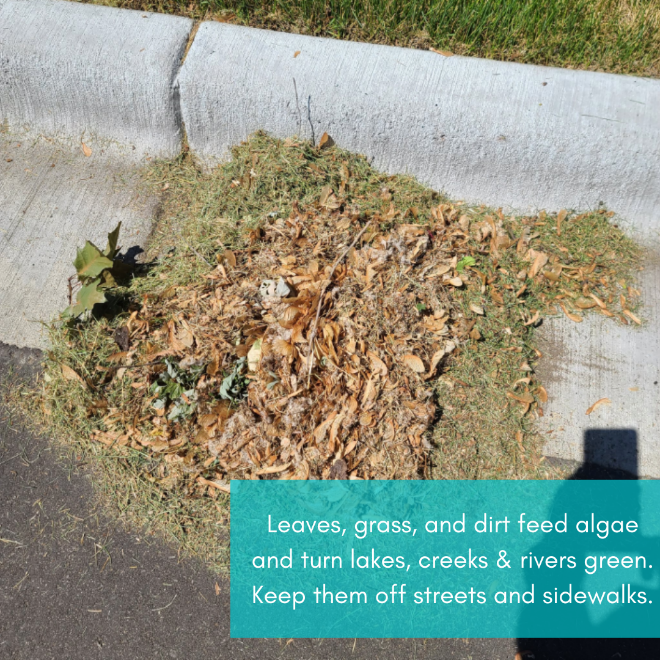 Leaves, grass, and dirt feed algae
and turn lakes, creeks & rivers green.
Keep them off streets and sidewalks.